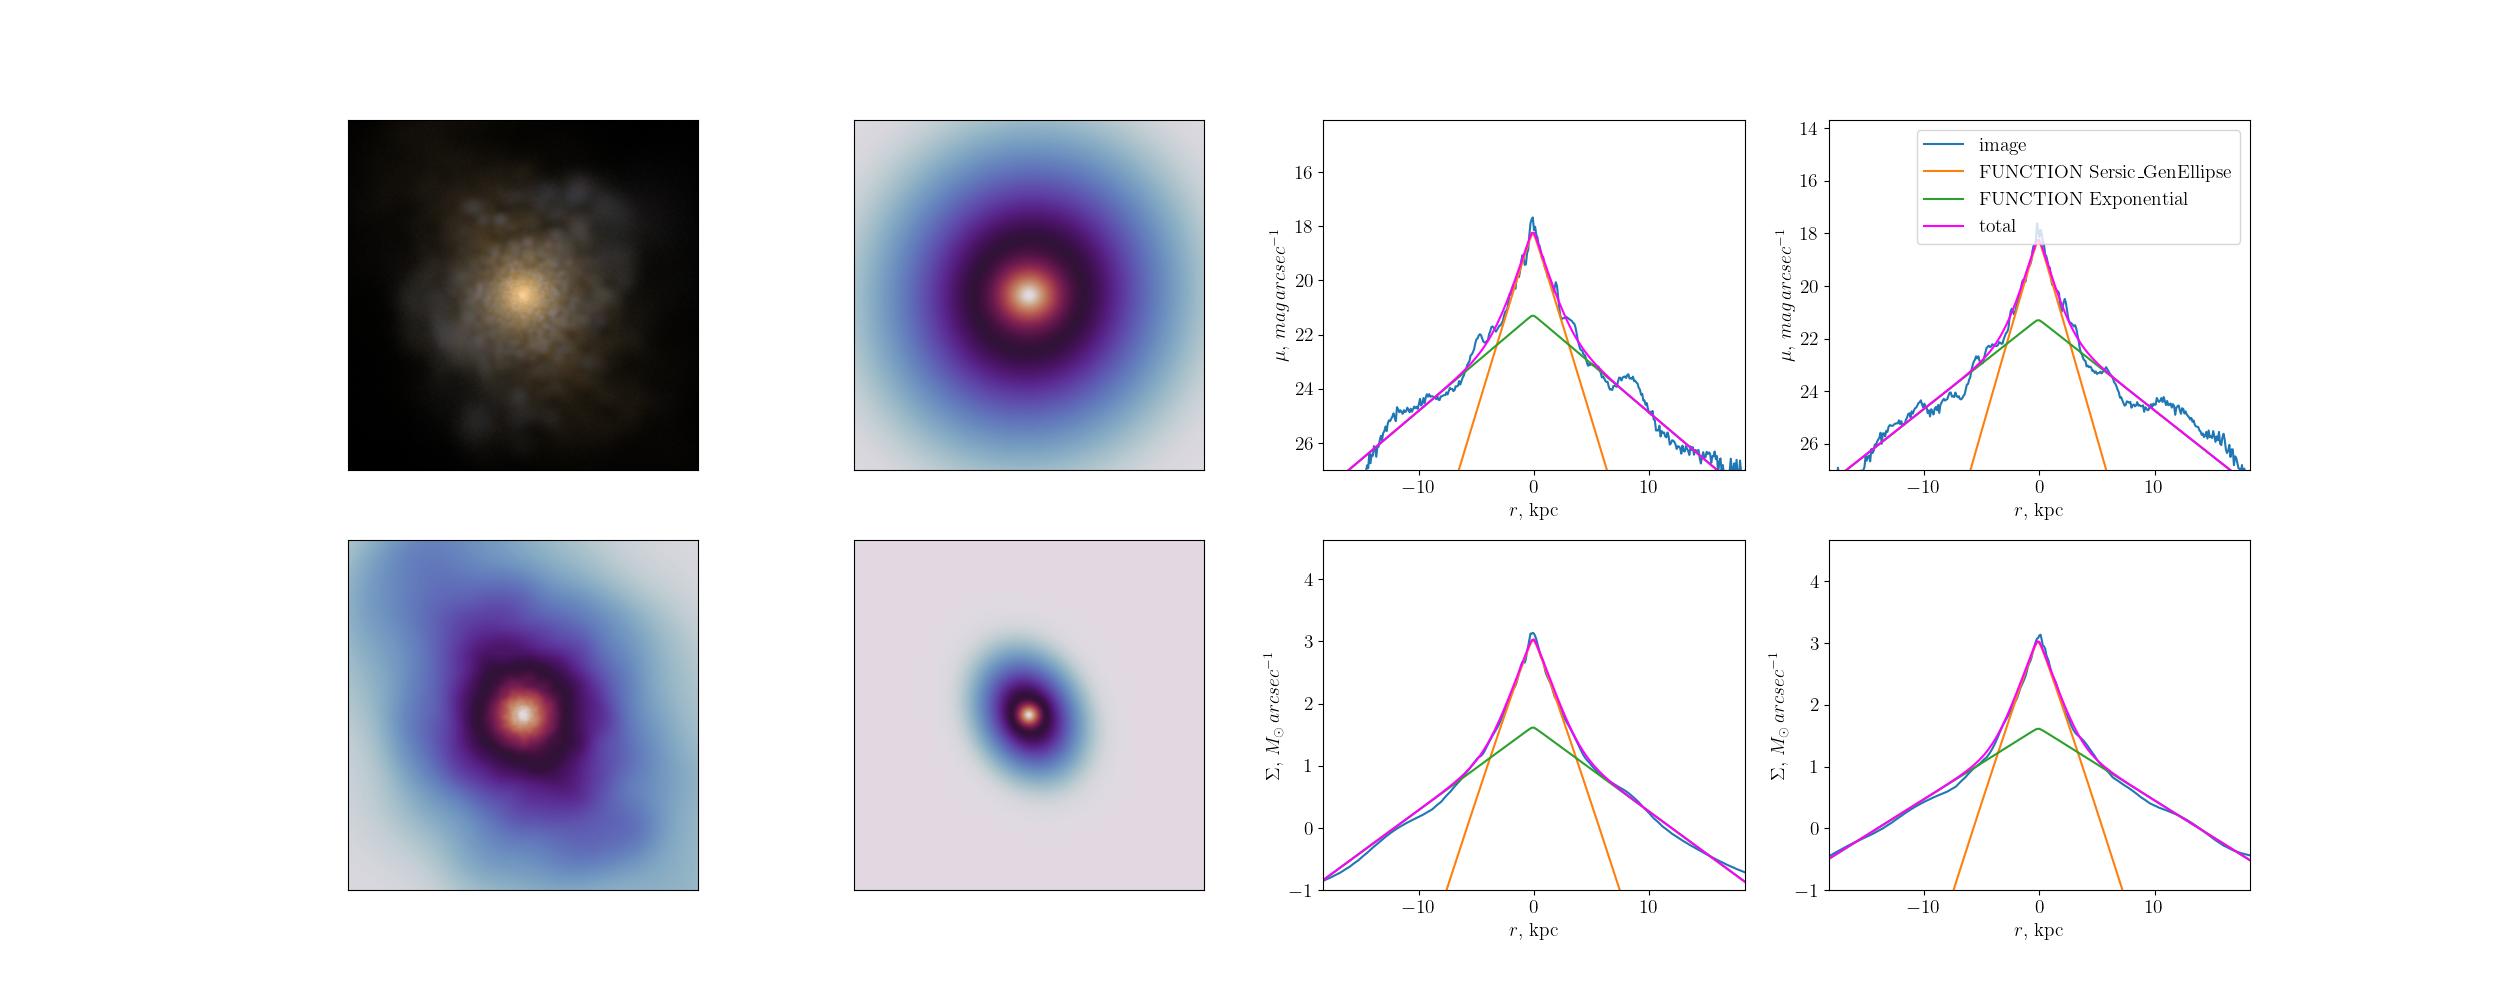 16
18
20
22
24
26
μ, mag arcsec⁻¹
−10 0 10
r, kpc
14
16
18
20
22
24
26
μ, mag arcsec⁻¹
image
FUNCTION Sersic_GenEllipse
FUNCTION Exponential
total
−10 0 10
r, kpc
4
3
2
1
0
−1
Σ, M⊙ arcsec⁻¹
−10 0 10
r, kpc
4
3
2
1
0
−1
Σ, M⊙ arcsec⁻¹
−10 0 10
r, kpc